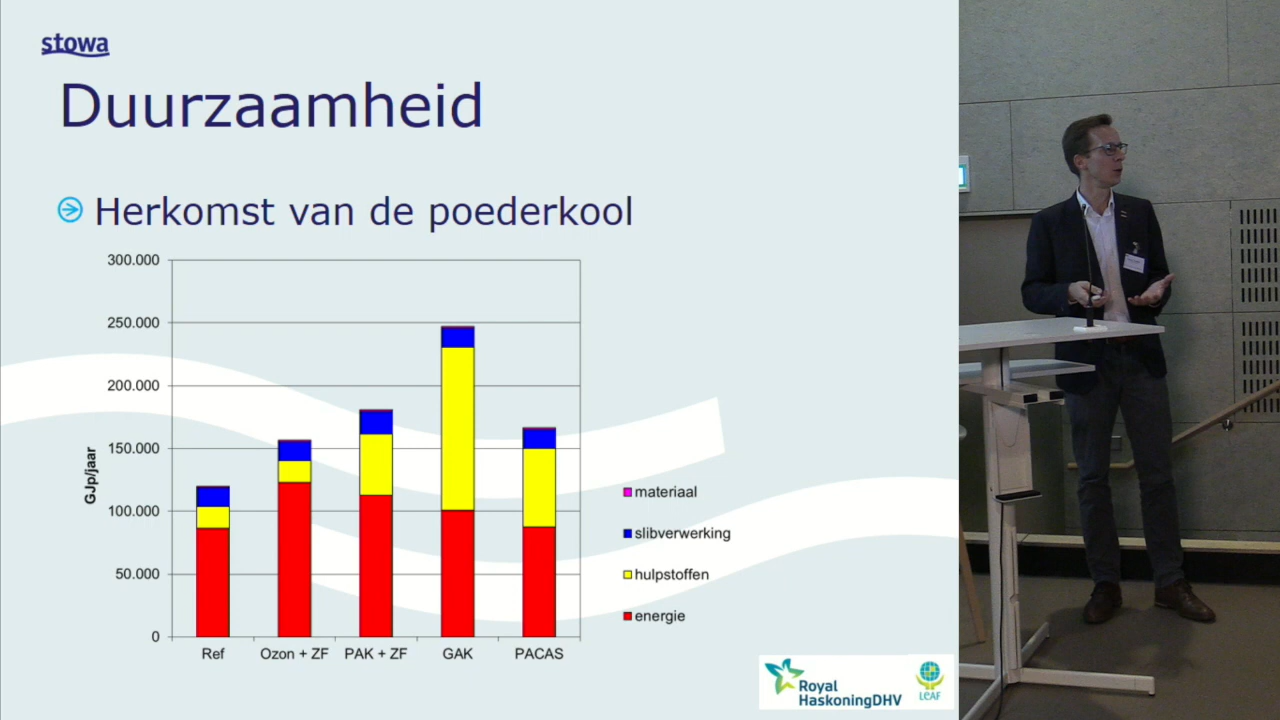 stowa
Duurzaamheid
Herkomst van de poederkool
300.000
250.000
200.000
150.000
100.000
50.000
0
GJp/jaar
Ref
Ozon + ZF
PAK + ZF
GAK
PACAS
materiaal
slibverwerking
hulpstoffen
energie
Royal
HaskoningDHV
LeAF